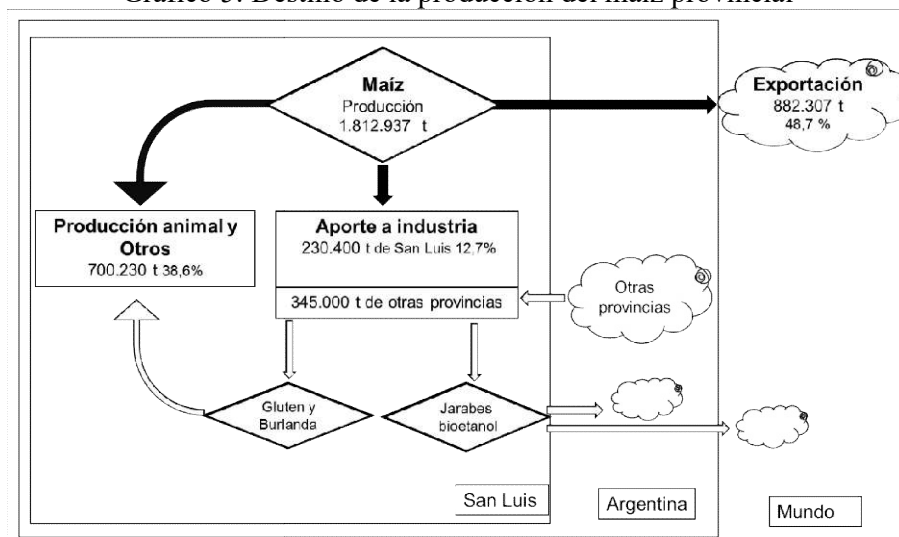 Gráfico 5. Destino de la producción del maíz provincial
Maíz
Producción
1.812.937 t
Exportación
882.307 t
48,7 %
Producción animal y
Otros
700.230 t 38,6%
Aporte a industria
230.400 t de San Luis 12,7%
345.000 t de otras provincias
Otras
provincias
Gluten y
Burlanda
Jarabes
bioetanol
San Luis
Argentina
Mundo